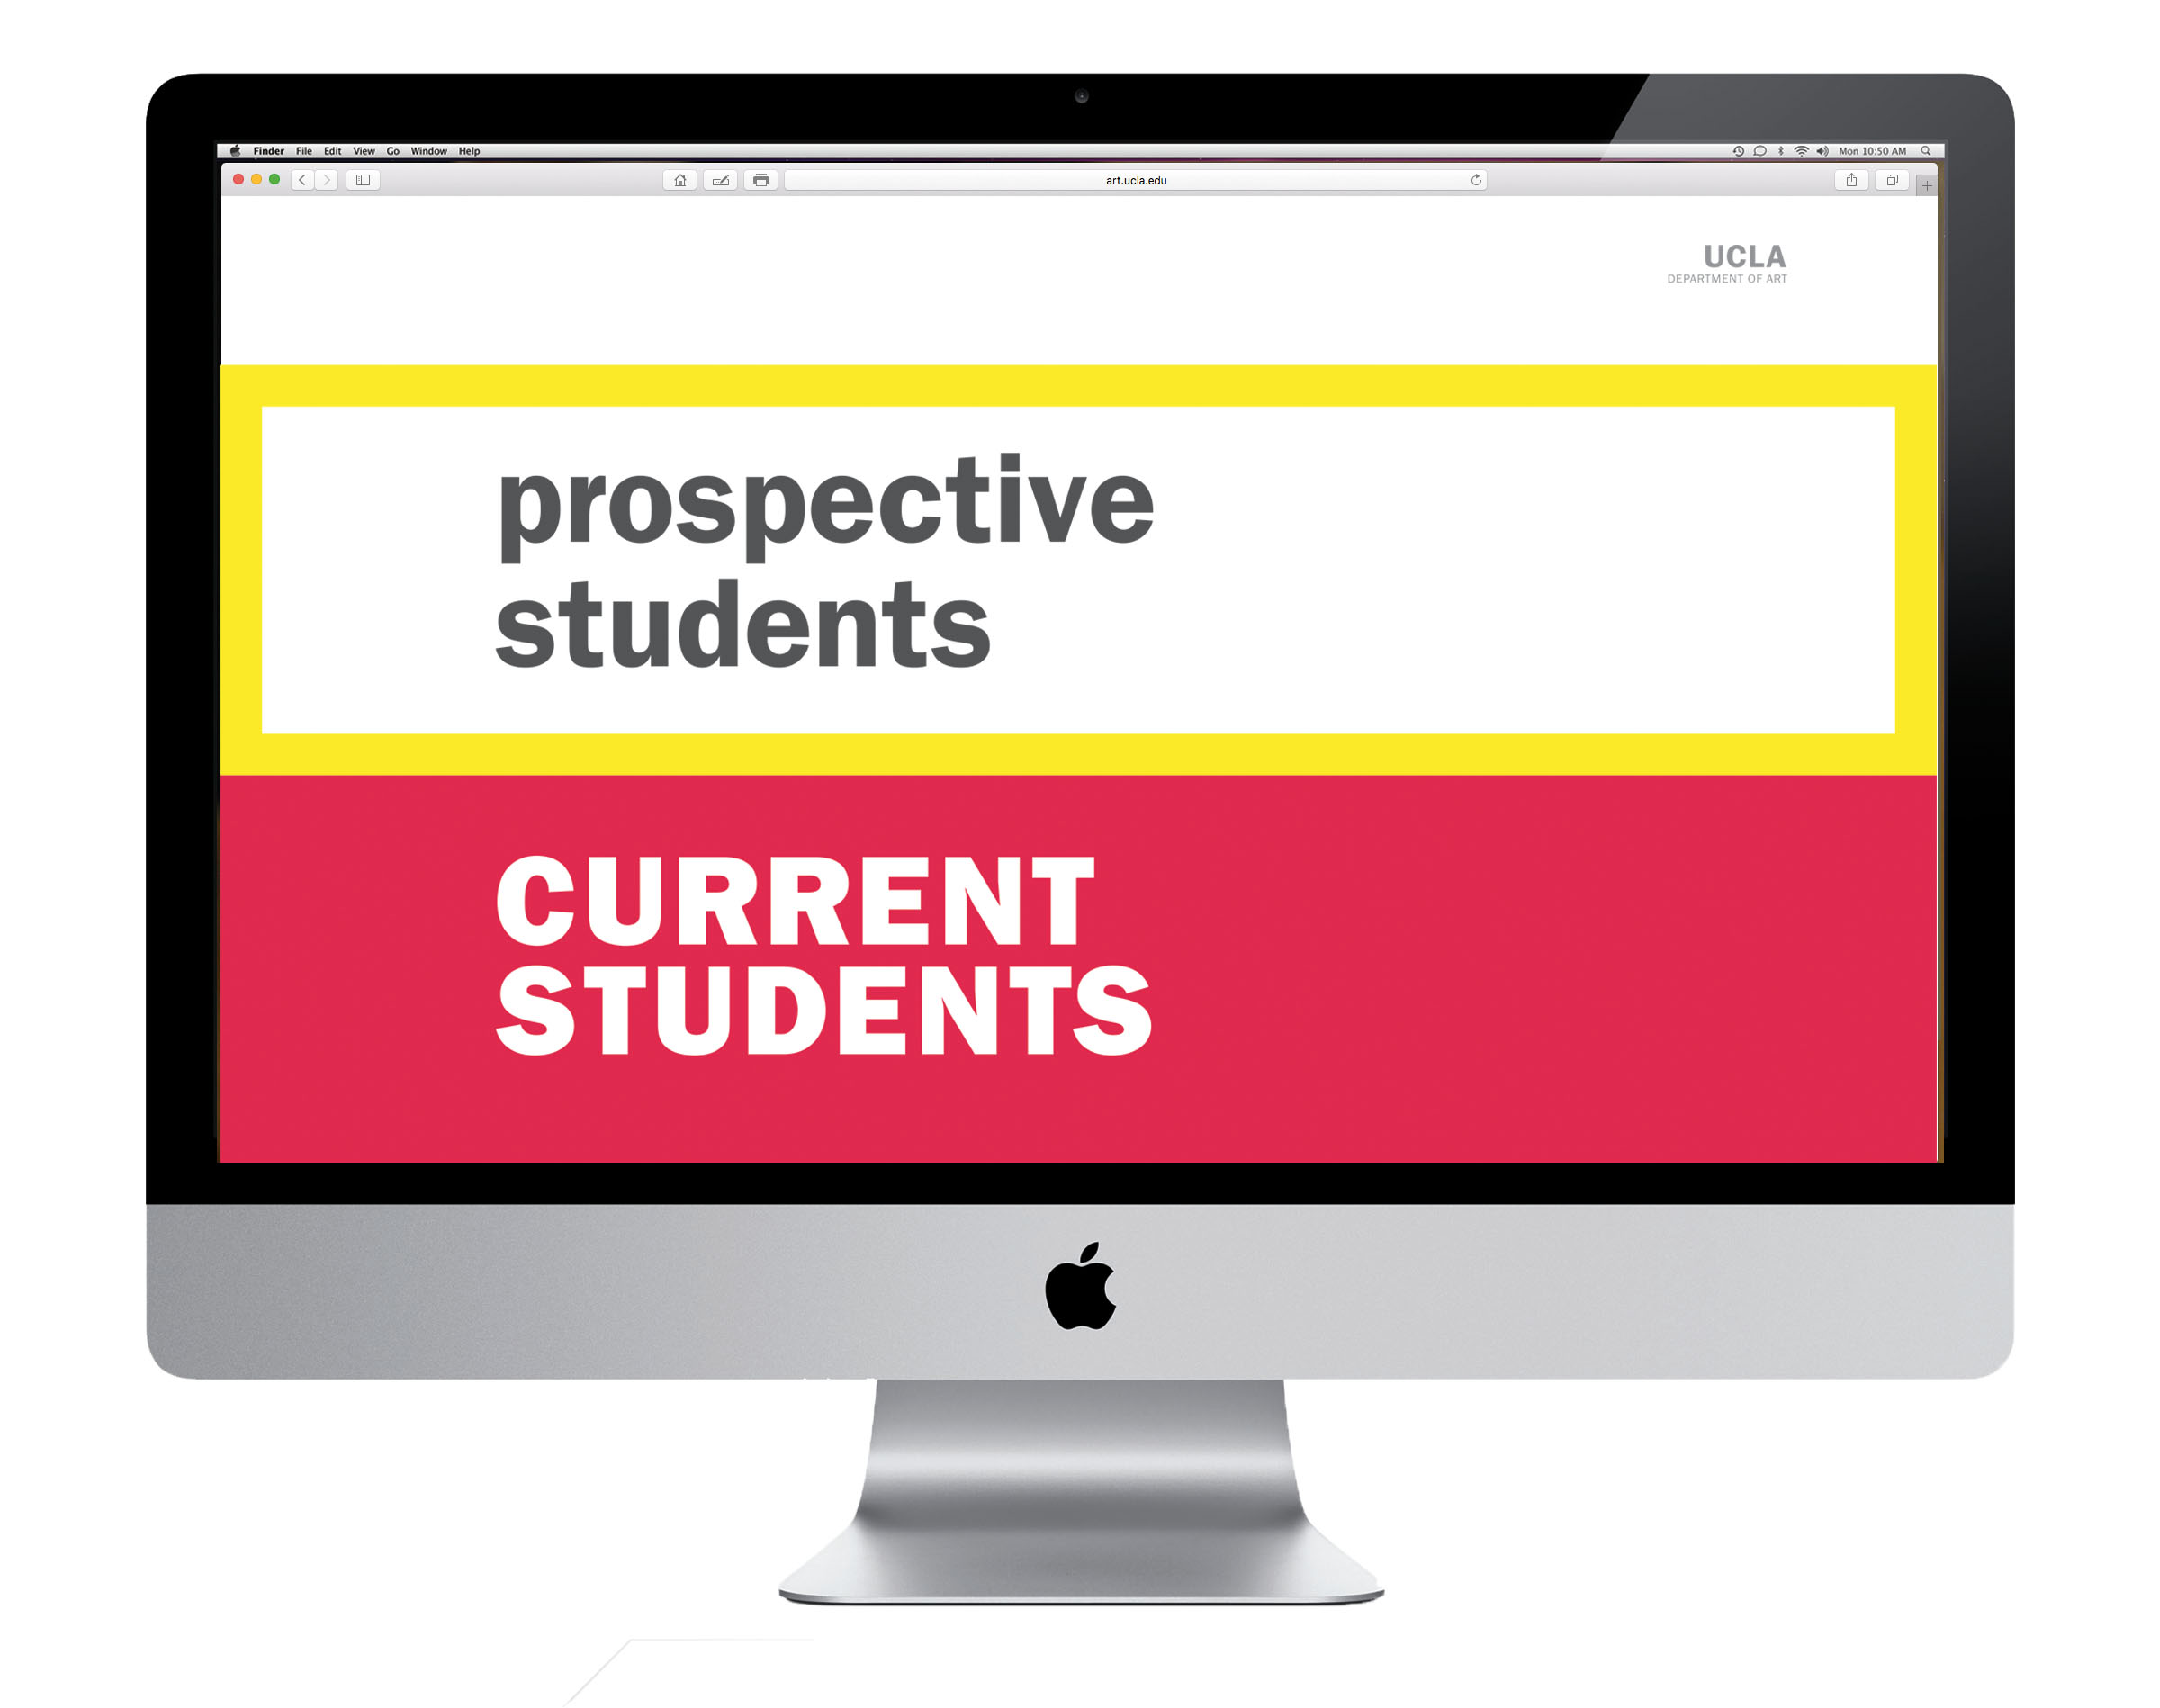 Finder File Edit View Go Window Help Mon 10:50 AM
art.ucla.edu
UCLA
DEPARTMENT OF ART
prospective
students
CURRENT
STUDENTS